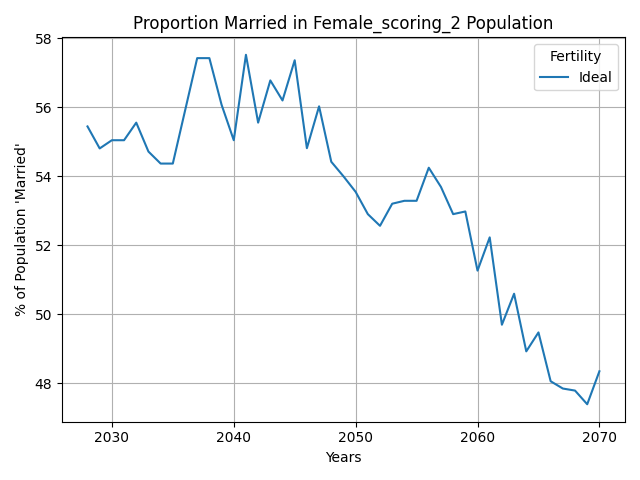 Proportion Married in Female_scoring_2 Population
Fertility
Ideal
% of Population 'Married'
58
56
54
52
50
48
2030 2040 2050 2060 2070
Years